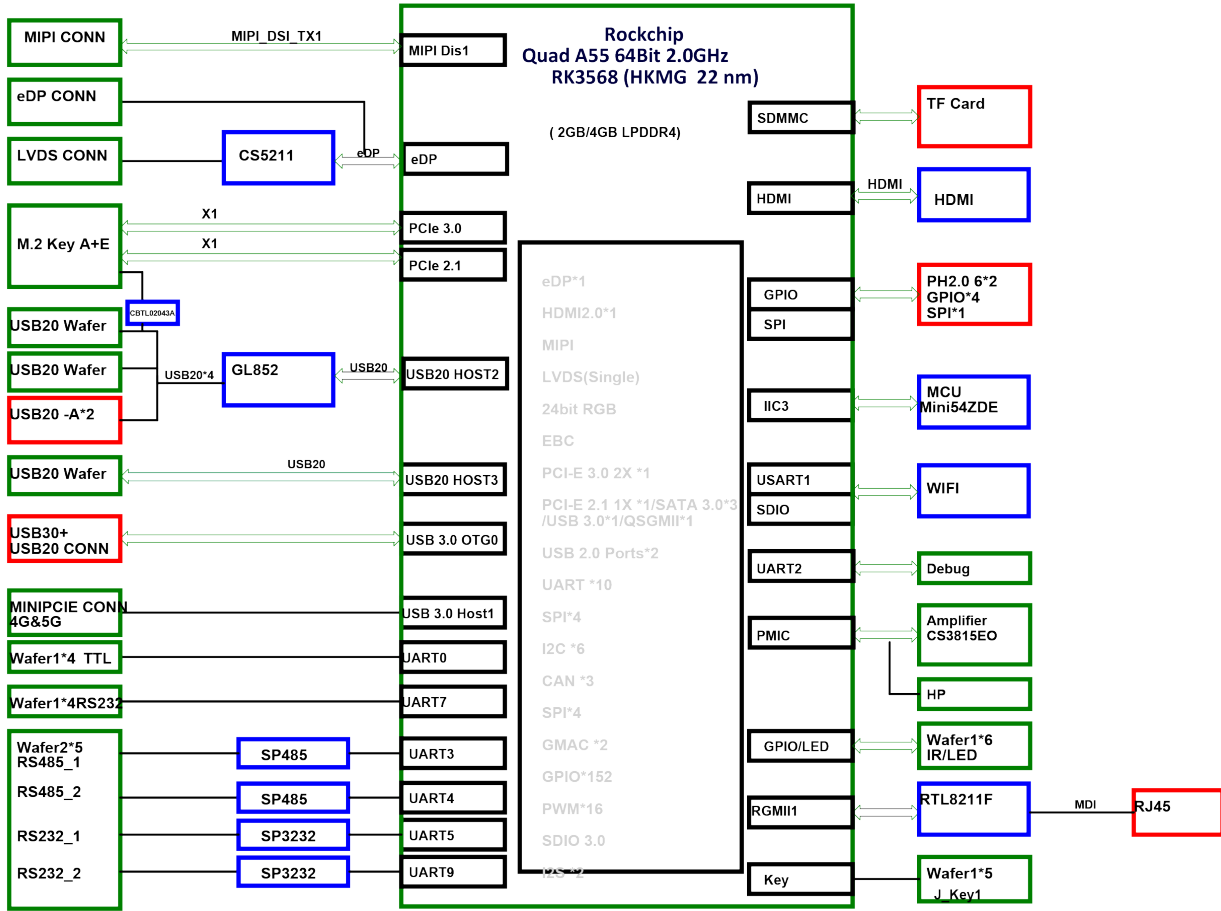 Rockchip
Quad A55 64Bit 2.0GHz
RK3568 (HKMG 22 nm)
( 2GB/4GB LPDDR4)
MIPI CONN
MIPI_DSI_TX1
MIPI Dis1
eDP CONN
LVDS CONN
CS5211
eDP
eDP
M.2 Key A+E
X1
PCIe 3.0
X1
PCIe 2.1
CBTL02043A
USB20 Wafer
USB20 Wafer
USB20 -A*2
USB20*4
GL852
USB20
USB20 HOST2
USB20 Wafer
USB20
USB20 HOST3
USB30+
USB20 CONN
USB 3.0 OTG0
MINIPCIE CONN
4G&5G
USB 3.0 Host1
Wafer1*4 TTL
UART0
Wafer1*4RS232
UART7
Wafer2*5
RS485_1
SP485
UART3
RS485_2
SP485
UART4
RS232_1
SP3232
UART5
RS232_2
SP3232
UART9
eDP*1
HDMI2.0*1
MIPI
LVDS(Single)
24bit RGB
EBC
PCI-E 3.0 2X *1
PCI-E 2.1 1X *1/SATA 3.0*3
/USB 3.0*1/QSGMII*1
USB 2.0 Ports*2
UART *10
SPI*4
I2C *6
CAN *3
SPI*4
GMAC *2
GPIO*152
PWM*16
SDIO 3.0
I2S *2
SDMMC
TF Card
HDMI
HDMI
HDMI
GPIO
SPI
PH2.0 6*2
GPIO*4
SPI*1
IIC3
MCU
Mini54ZDE
USART1
SDIO
WIFI
UART2
Debug
PMIC
Amplifier
CS3815EO
HP
GPIO/LED
Wafer1*6
IR/LED
RGMII1
RTL8211F
MDI
RJ45
Key
Wafer1*5
J_Key1